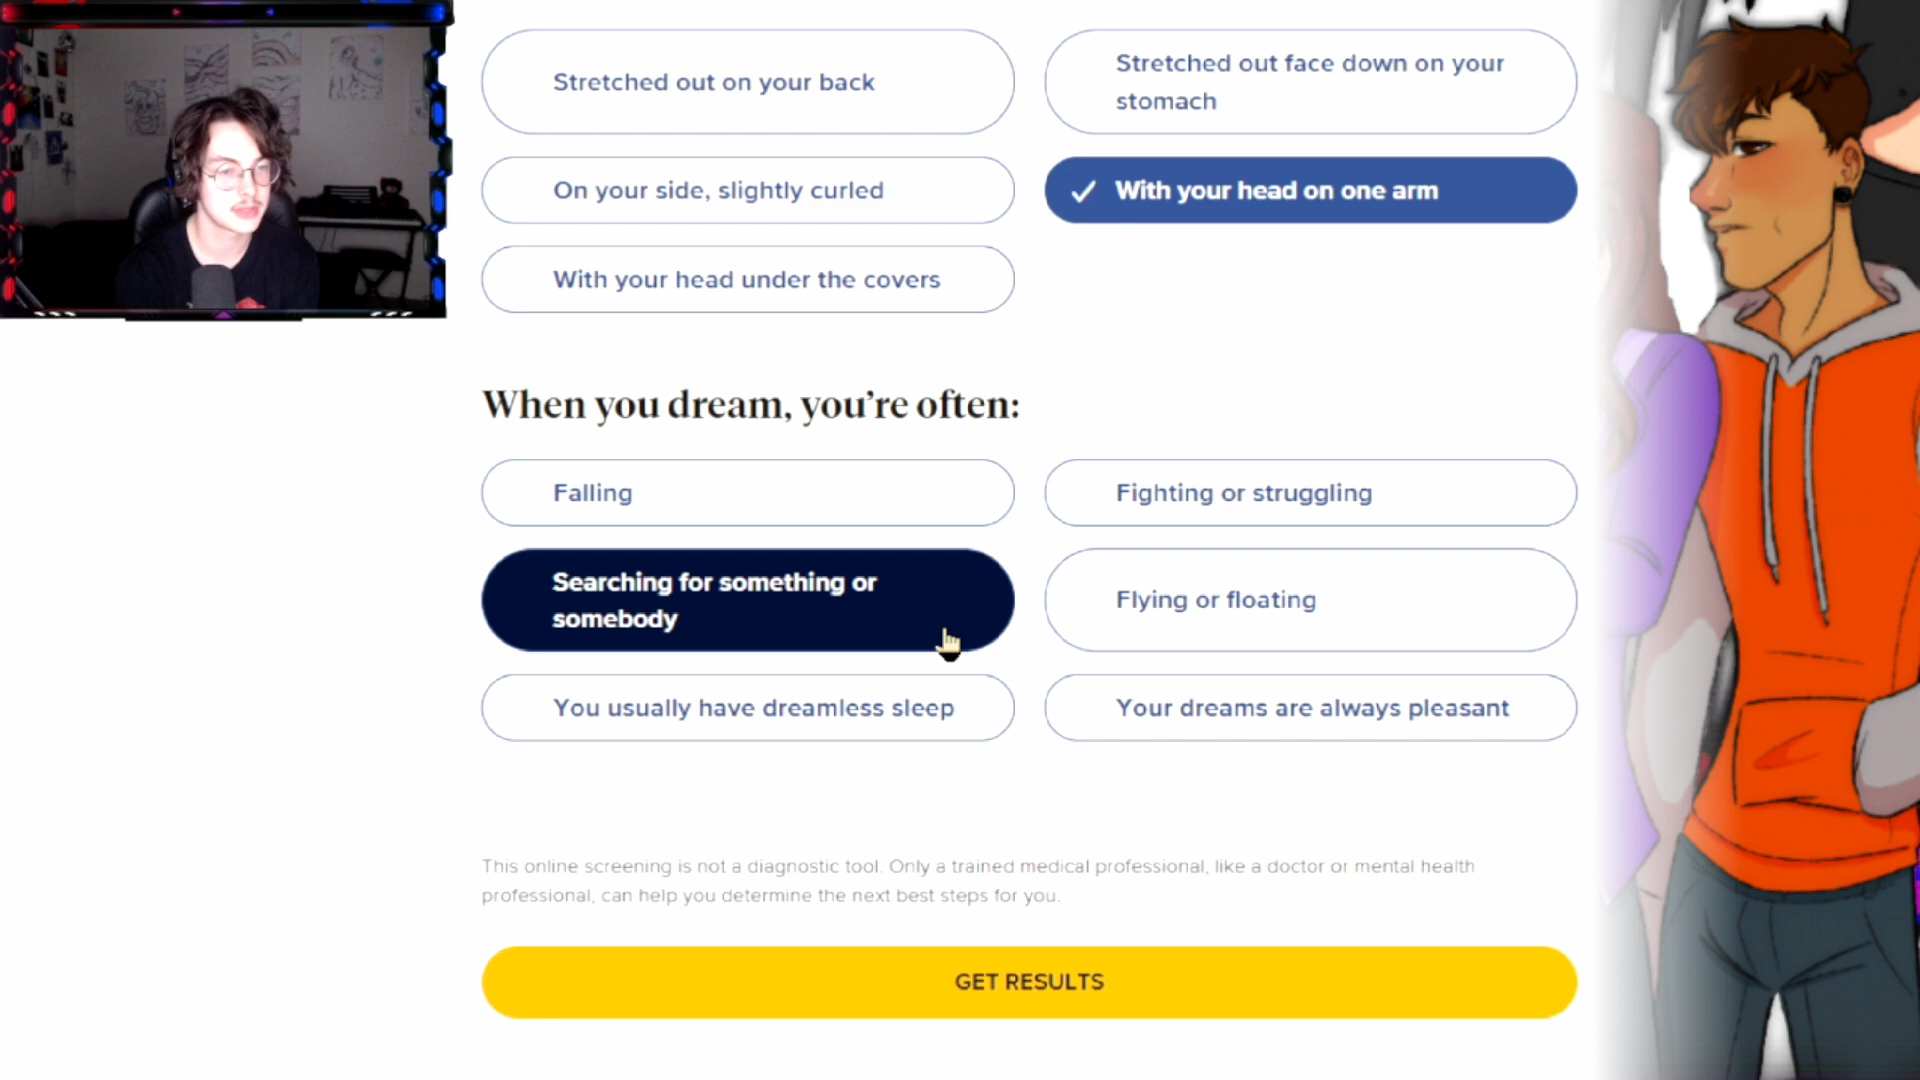 Stretched out on your back
Stretched out face down on your
stomach
On your side, slightly curled
With your head on one arm
With your head under the covers
When you dream, you're often:
Falling
Fighting or struggling
Searching for something or
somebody
Flying or floating
You usually have dreamless sleep
Your dreams are always pleasant
This online screening is not a diagnostic tool. Only a trained medical professional, like a doctor or mental health
professional, can help you determine the next best steps for you.
GET RESULTS